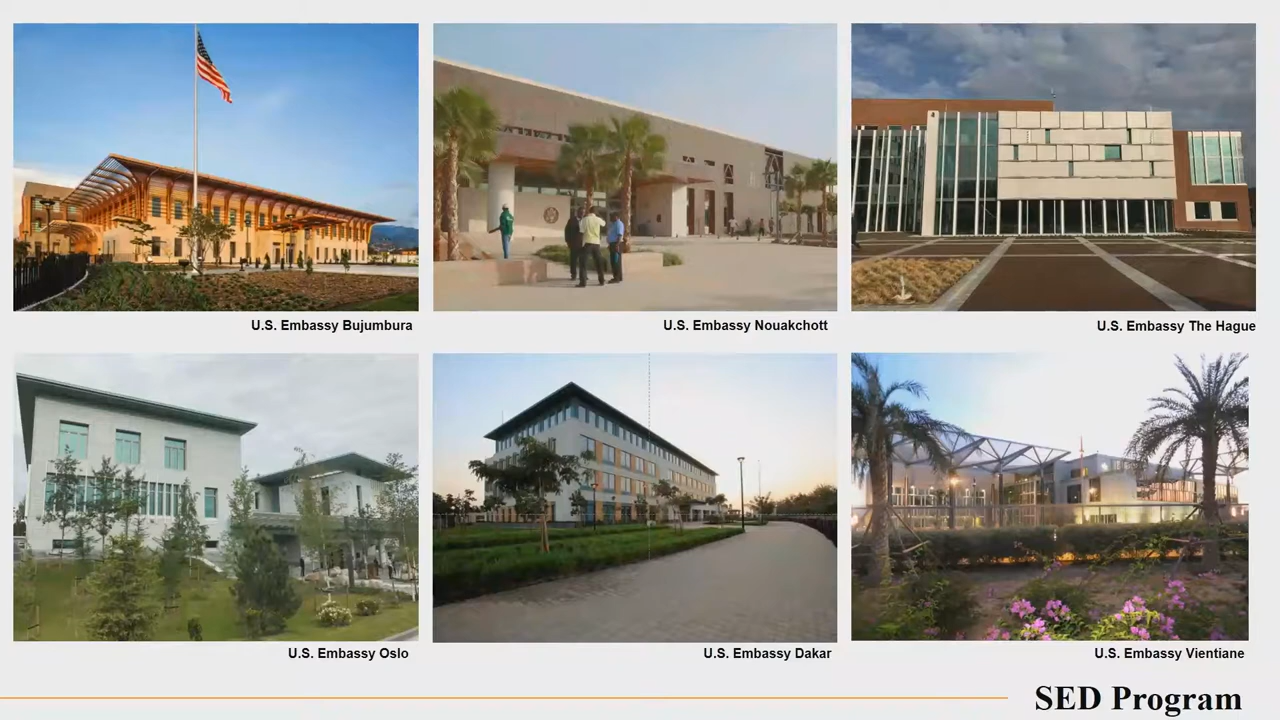 U.S. Embassy Bujumbura
U.S. Embassy Nouakchott
U.S. Embassy The Hague
U.S. Embassy Oslo
U.S. Embassy Dakar
U.S. Embassy Vientiane
SED Program